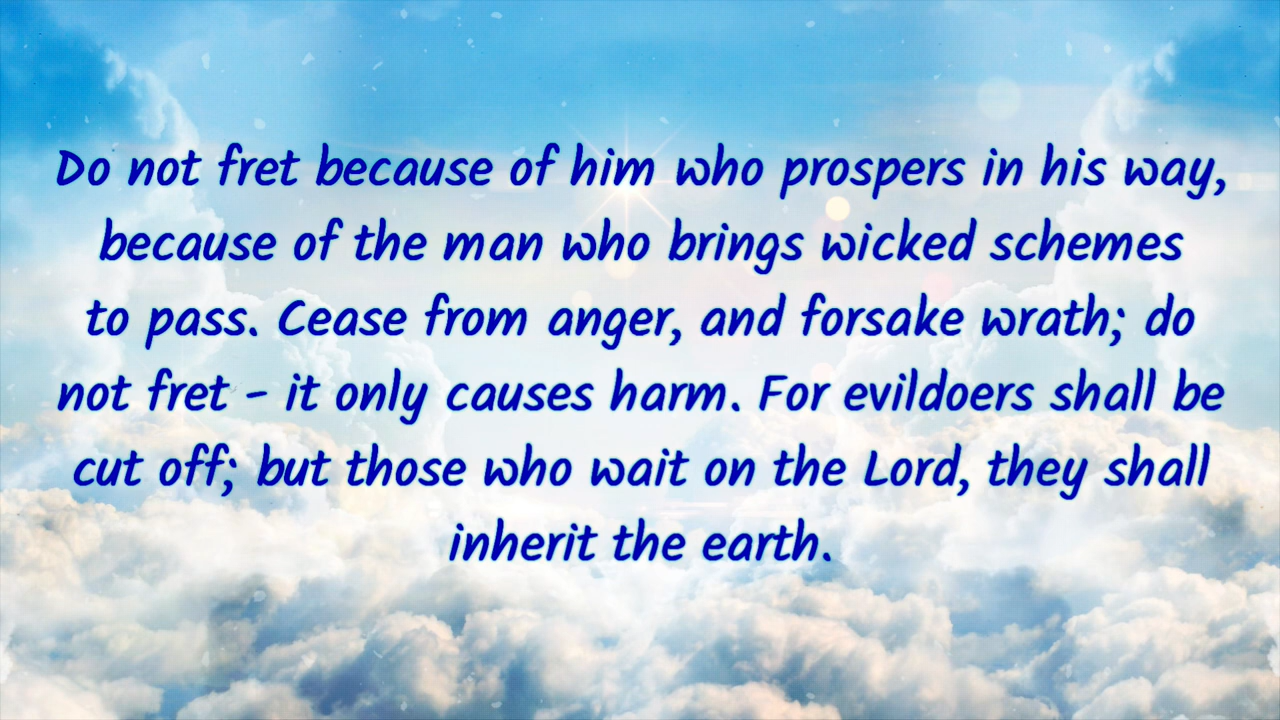 Do not fret because of him who prospers in his way,
because of the man who brings wicked schemes
to pass. Cease from anger, and forsake wrath; do
not fret - it only causes harm. For evildoers shall be
cut off; but those who wait on the Lord, they shall
inherit the earth.